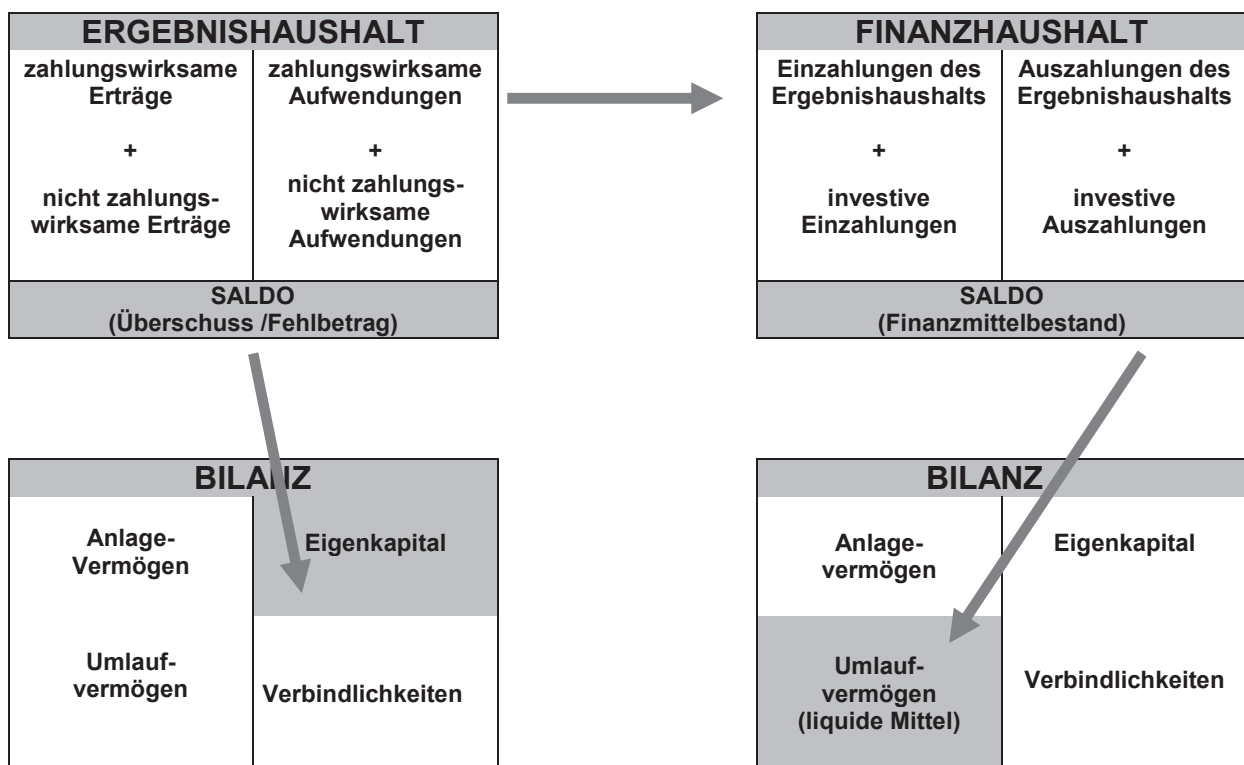 ERGEBNISHAUSHALT
zahlungswirksame
Erträge
+
nicht zahlungs-
wirksame Erträge
zahlungswirksame
Aufwendungen
+
nicht zahlungs-
wirksame
Aufwendungen
SALDO
(Überschuss /Fehlbetrag)
FINANZHAUSHALT
Einzahlungen des
Ergebnishaushalts
+
investive
Einzahlungen
Auszahlungen des
Ergebnishaushalts
+
investive
Auszahlungen
SALDO
(Finanzmittelbestand)
BILANZ
Anlage-
Vermögen
Eigenkapital
Umlauf-
vermögen
Verbindlichkeiten
BILANZ
Anlage-
vermögen
Eigenkapital
Umlauf-
vermögen
(liquide Mittel)
Verbindlichkeiten